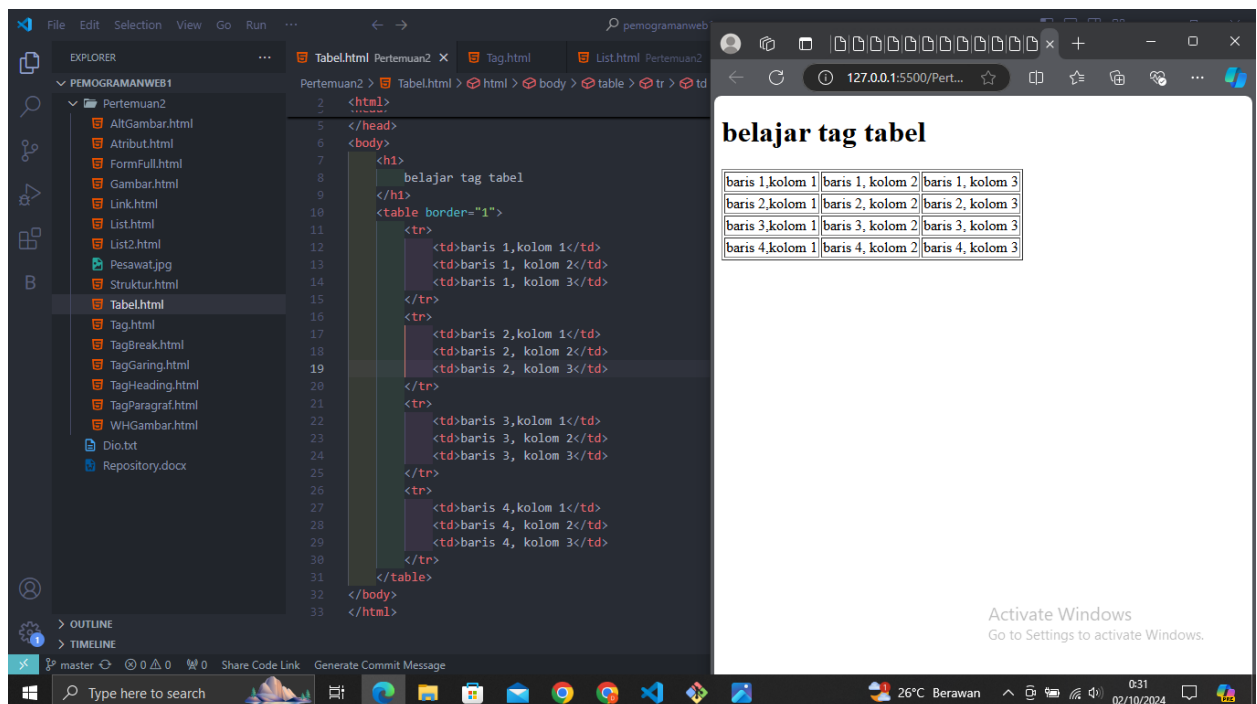 File Edit Selection View Go Run ··· pemogramanweb
EXPLORER ···
PEMOGRAMANWEB1
Pertemuan2
AltGambar.html
Atribut.html
FormFull.html
Gambar.html
Link.html
List.html
List2.html
Pesawat.jpg
Struktur.html
Tabel.html
Tag.html
TagBreak.html
TagGaring.html
TagHeading.html
TagParagraf.html
WHGambar.html
Dio.txt
Repository.docx
OUTLINE
TIMELINE
Tabel.html Pertemuan2 Tag.html List.html Pertemuan2
Pertemuan2 > Tabel.html > html > body > table > tr > td
2 <html>
5 </head>
6 <body>
7 <h1>
8 belajar tag tabel
9 </h1>
10 <table border="1">
11 <tr>
12 <td>baris 1,kolom 1</td>
13 <td>baris 1, kolom 2</td>
14 <td>baris 1, kolom 3</td>
15 </tr>
16 <tr>
17 <td>baris 2,kolom 1</td>
18 <td>baris 2, kolom 2</td>
19 <td>baris 2, kolom 3</td>
20 </tr>
21 <tr>
22 <td>baris 3,kolom 1</td>
23 <td>baris 3, kolom 2</td>
24 <td>baris 3, kolom 3</td>
25 </tr>
26 <tr>
27 <td>baris 4,kolom 1</td>
28 <td>baris 4, kolom 2</td>
29 <td>baris 4, kolom 3</td>
30 </tr>
31 </table>
32 </body>
33 </html>
127.0.0.1:5500/Pert...
belajar tag tabel
baris 1,kolom 1 baris 1, kolom 2 baris 1, kolom 3
baris 2,kolom 1 baris 2, kolom 2 baris 2, kolom 3
baris 3,kolom 1 baris 3, kolom 2 baris 3, kolom 3
baris 4,kolom 1 baris 4, kolom 2 baris 4, kolom 3
Activate Windows
Go to Settings to activate Windows.
master 0 0 0 Share Code Link Generate Commit Message
Type here to search 26°C Berawan 0:31
02/10/2024